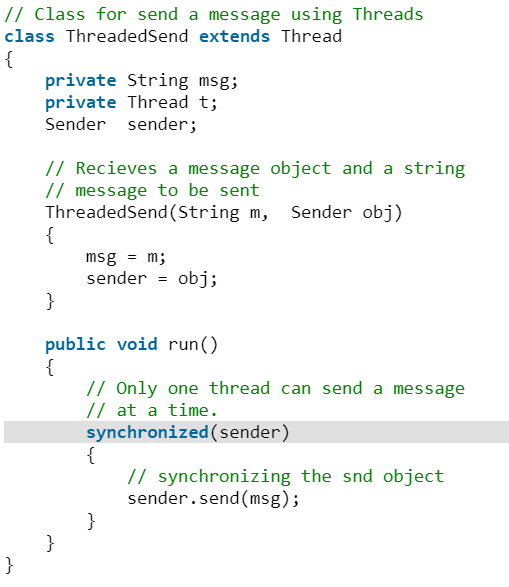 // Class for send a message using Threads
class ThreadedSend extends Thread
{
    private String msg;
    private Thread t;
    Sender  sender;

    // Recieves a message object and a string
    // message to be sent
    ThreadedSend(String m,  Sender obj)
    {
        msg = m;
        sender = obj;
    }

    public void run()
    {
        // Only one thread can send a message
        // at a time.
        synchronized(sender)
        {
            // synchronizing the snd object
            sender.send(msg);
        }
    }
}